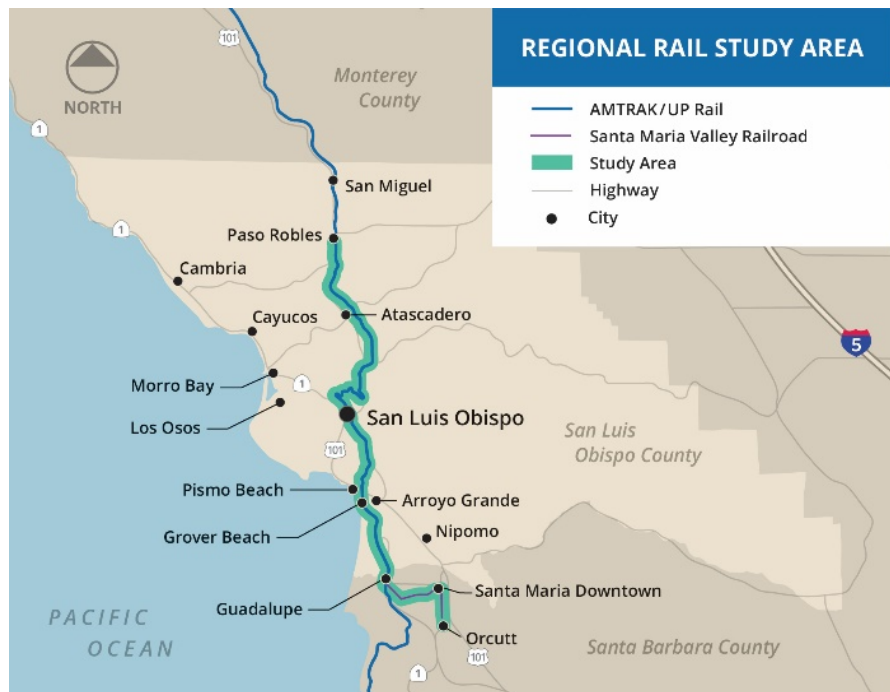 REGIONAL RAIL STUDY AREA
AMTRAK/UP Rail
Santa Maria Valley Railroad
Study Area
Highway
City
NORTH
101
Monterey
County
1
San Miguel
1
Paso Robles
Cambria
Cayucos
Atascadero
5
Morro Bay
1
Los Osos
San Luis Obispo
101
San Luis
Obispo County
Pismo Beach
Arroyo Grande
Grover Beach
Nipomo
Guadalupe
Santa Maria Downtown
PACIFIC
OCEAN
Orcutt
Santa Barbara County
101
1